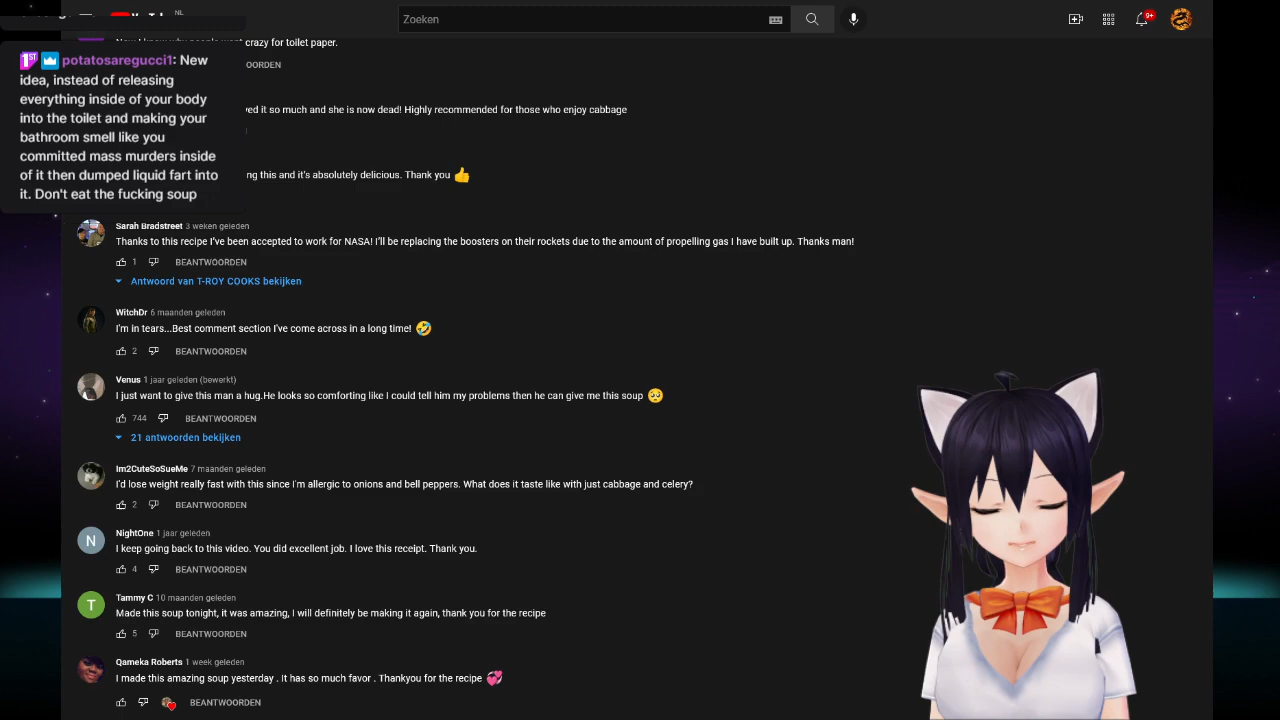 NL
Zoeken
9+
Now I know why people went crazy for toilet paper.
OORDEN
1ST potatosaregucci1: New
idea, instead of releasing
everything inside of your body
into the toilet and making your
bathroom smell like you
committed mass murders inside
of it then dumped liquid fart into
it. Don't eat the fucking soup
ed it so much and she is now dead! Highly recommended for those who enjoy cabbage
ng this and it's absolutely delicious. Thank you 👍
Sarah Bradstreet 3 weken geleden
Thanks to this recipe I've been accepted to work for NASA! I'll be replacing the boosters on their rockets due to the amount of propelling gas I have built up. Thanks man!
1 BEANTWOORDEN
Antwoord van T-ROY COOKS bekijken
WitchDr 6 maanden geleden
I'm in tears...Best comment section I've come across in a long time! 🤣
2 BEANTWOORDEN
Venus 1 jaar geleden (bewerkt)
I just want to give this man a hug.He looks so comforting like I could tell him my problems then he can give me this soup 🥺
744 BEANTWOORDEN
21 antwoorden bekijken
Im2CuteSoSueMe 7 maanden geleden
I'd lose weight really fast with this since I'm allergic to onions and bell peppers. What does it taste like with just cabbage and celery?
2 BEANTWOORDEN
N
NightOne 1 jaar geleden
I keep going back to this video. You did excellent job. I love this receipt. Thank you.
4 BEANTWOORDEN
T
Tammy C 10 maanden geleden
Made this soup tonight, it was amazing, I will definitely be making it again, thank you for the recipe
5 BEANTWOORDEN
Qameka Roberts 1 week geleden
I made this amazing soup yesterday . It has so much favor . Thankyou for the recipe 💞
BEANTWOORDEN